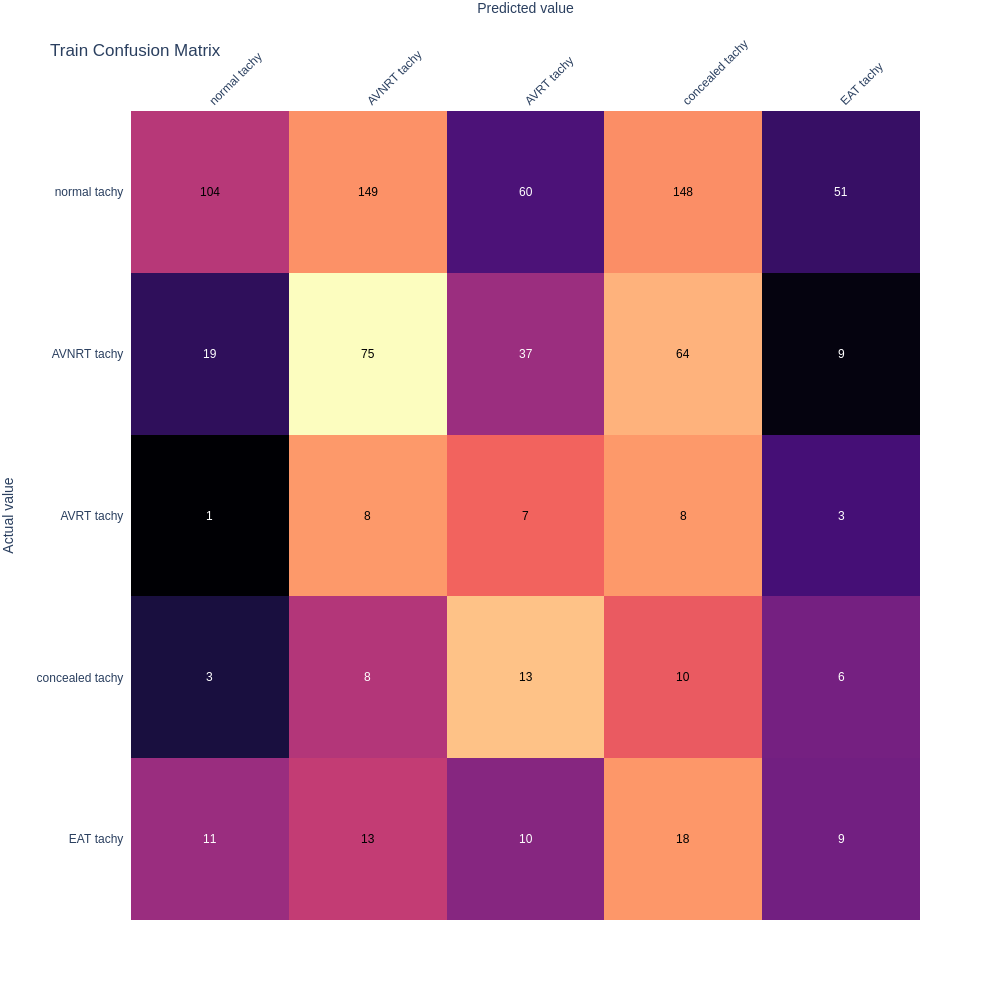 Predicted value
Train Confusion Matrix
normal tachy AVNRT tachy AVRT tachy concealed tachy EAT tachy
Actual value
normal tachy 104 149 60 148 51
AVNRT tachy 19 75 37 64 9
AVRT tachy 1 8 7 8 3
concealed tachy 3 8 13 10 6
EAT tachy 11 13 10 18 9